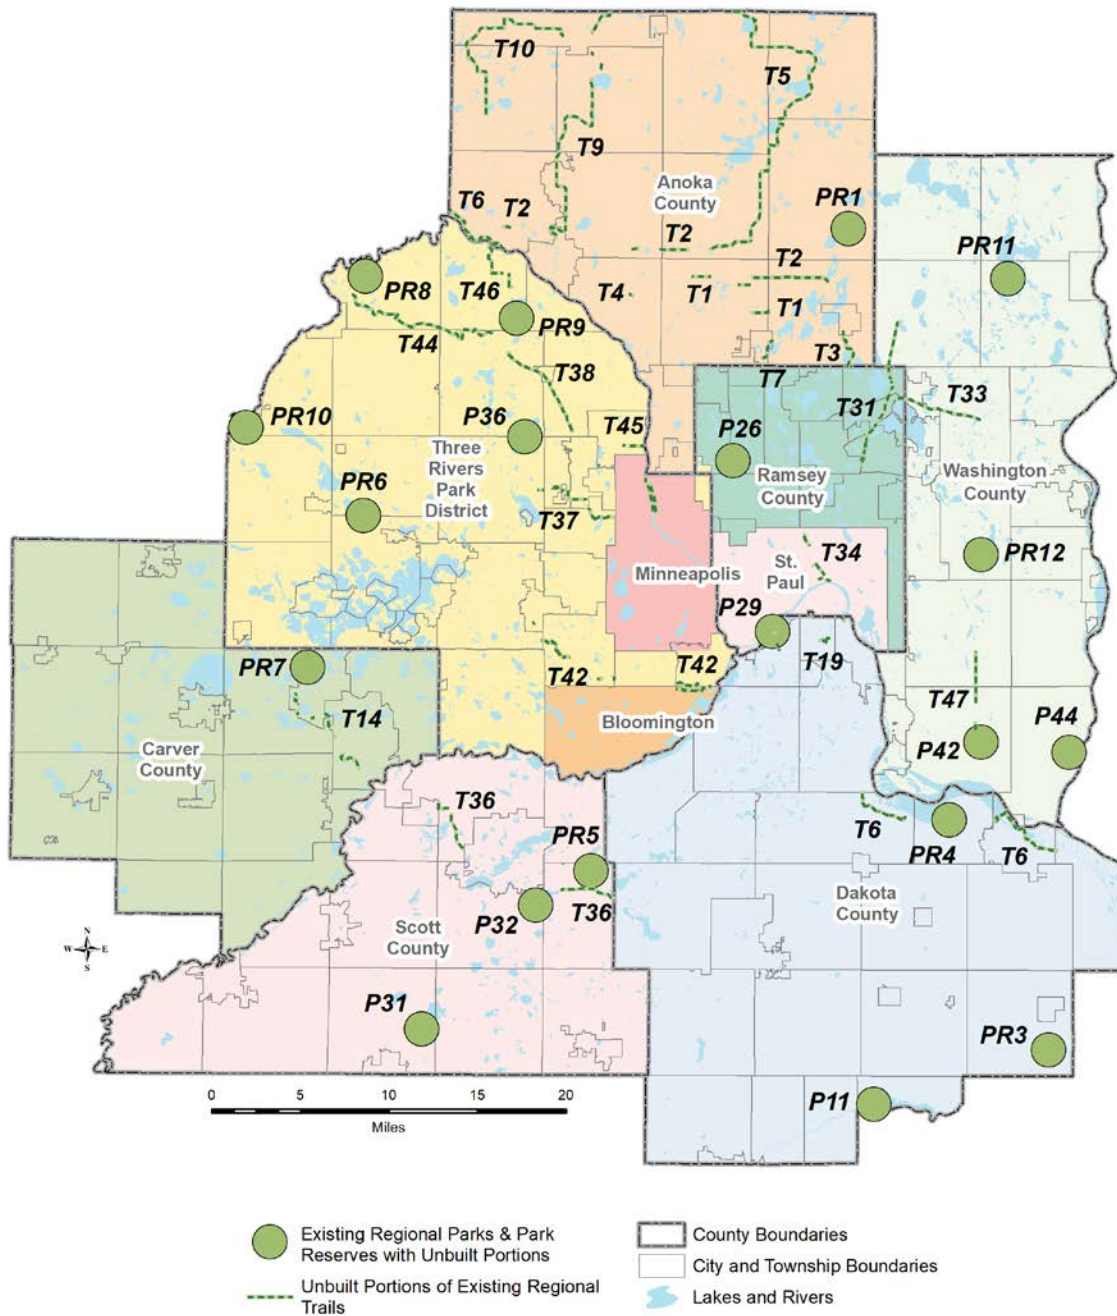 T10
T5
T9
Anoka
County
T6
T2
PR1
T2
PR11
T2
PR8
T46
T4
T1
T1
PR9
T44
T3
T38
T7
T31
T33
PR10
P36
T45
P26
Three
Rivers
Park
District
Ramsey
County
Washington
County
PR6
T37
PR12
Minneapolis
St.
Paul
T34
P29
PR7
T42
T42
T19
T14
T47
P44
Bloomington
P42
Carver
County
T36
PR5
T6
PR4
T6
Dakota
County
P32
T36
Scott
County
N
W E
S
P31
PR3
0 5 10 15 20
Miles
P11
Existing Regional Parks & Park
Reserves with Unbuilt Portions
Unbuilt Portions of Existing Regional
Trails
County Boundaries
City and Township Boundaries
Lakes and Rivers